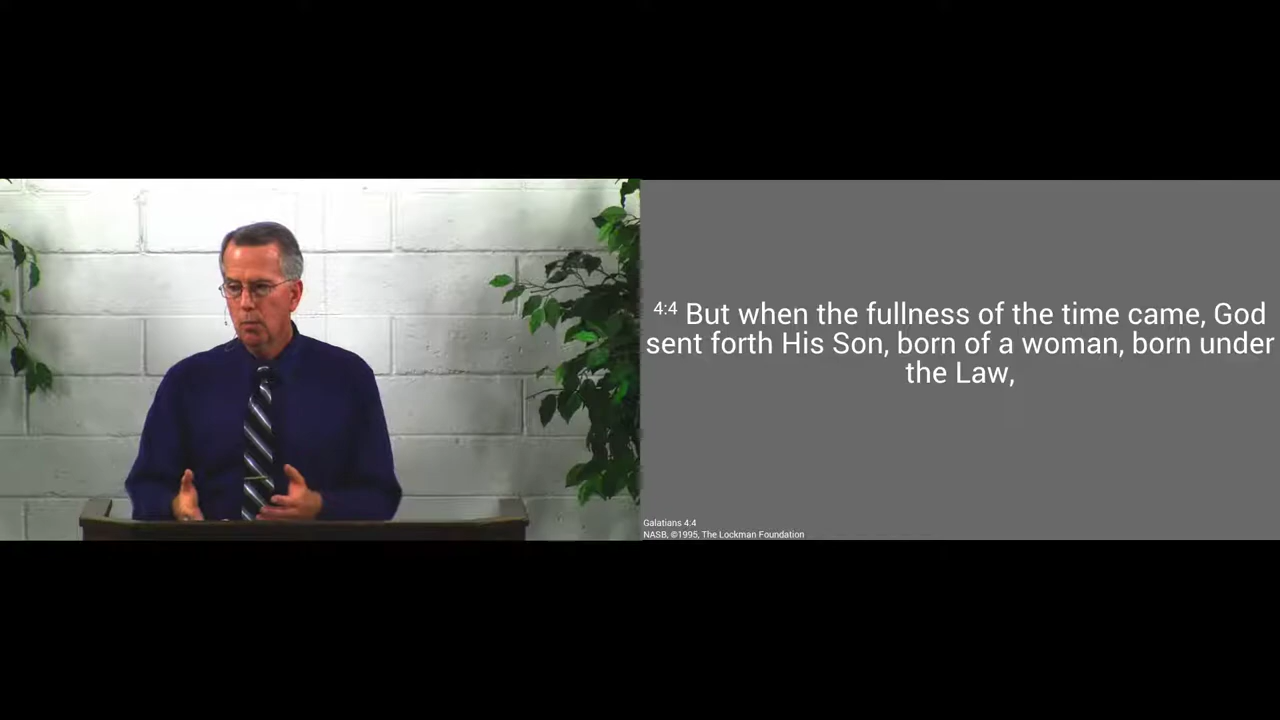 4:4 But when the fullness of the time came, God
sent forth His Son, born of a woman, born under
the Law,
Galatians 4:4
NASB, ©1995, The Lockman Foundation